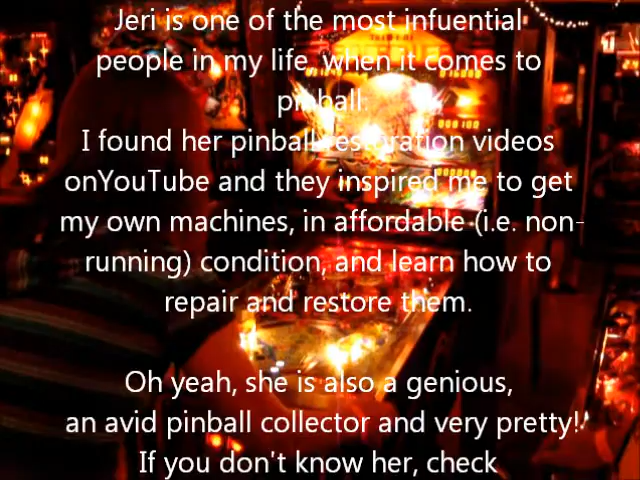 Jeri is one of the most infuential
people in my life, when it comes to
pinball.
I found her pinball restoration videos
onYouTube and they inspired me to get
my own machines, in affordable (i.e. non-
running) condition, and learn how to
repair and restore them.
Oh yeah, she is also a genious,
an avid pinball collector and very pretty!
If you don't know her, check